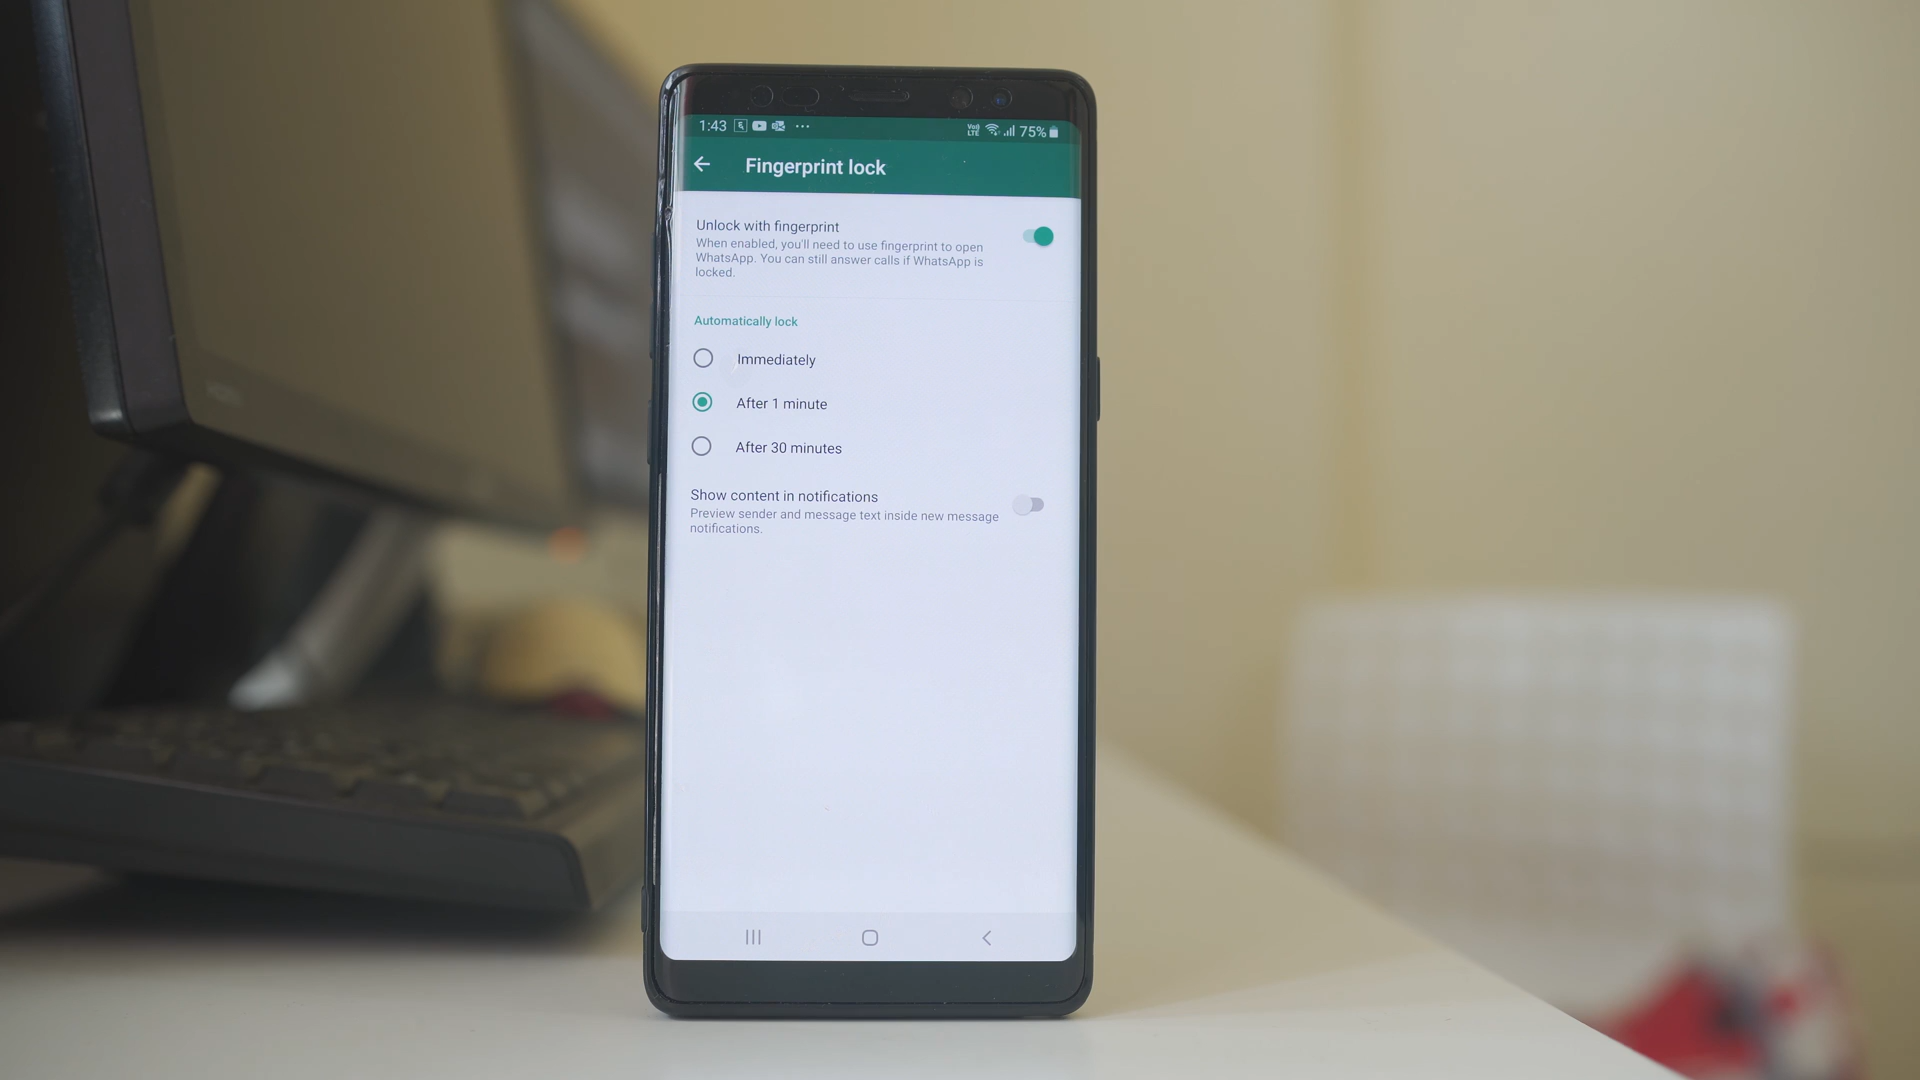 1:43
75%
Fingerprint lock
Unlock with fingerprint
When enabled, you'll need to use fingerprint to open
WhatsApp. You can still answer calls if WhatsApp is
locked.
Automatically lock
Immediately
After 1 minute
After 30 minutes
Show content in notifications
Preview sender and message text inside new message
notifications.